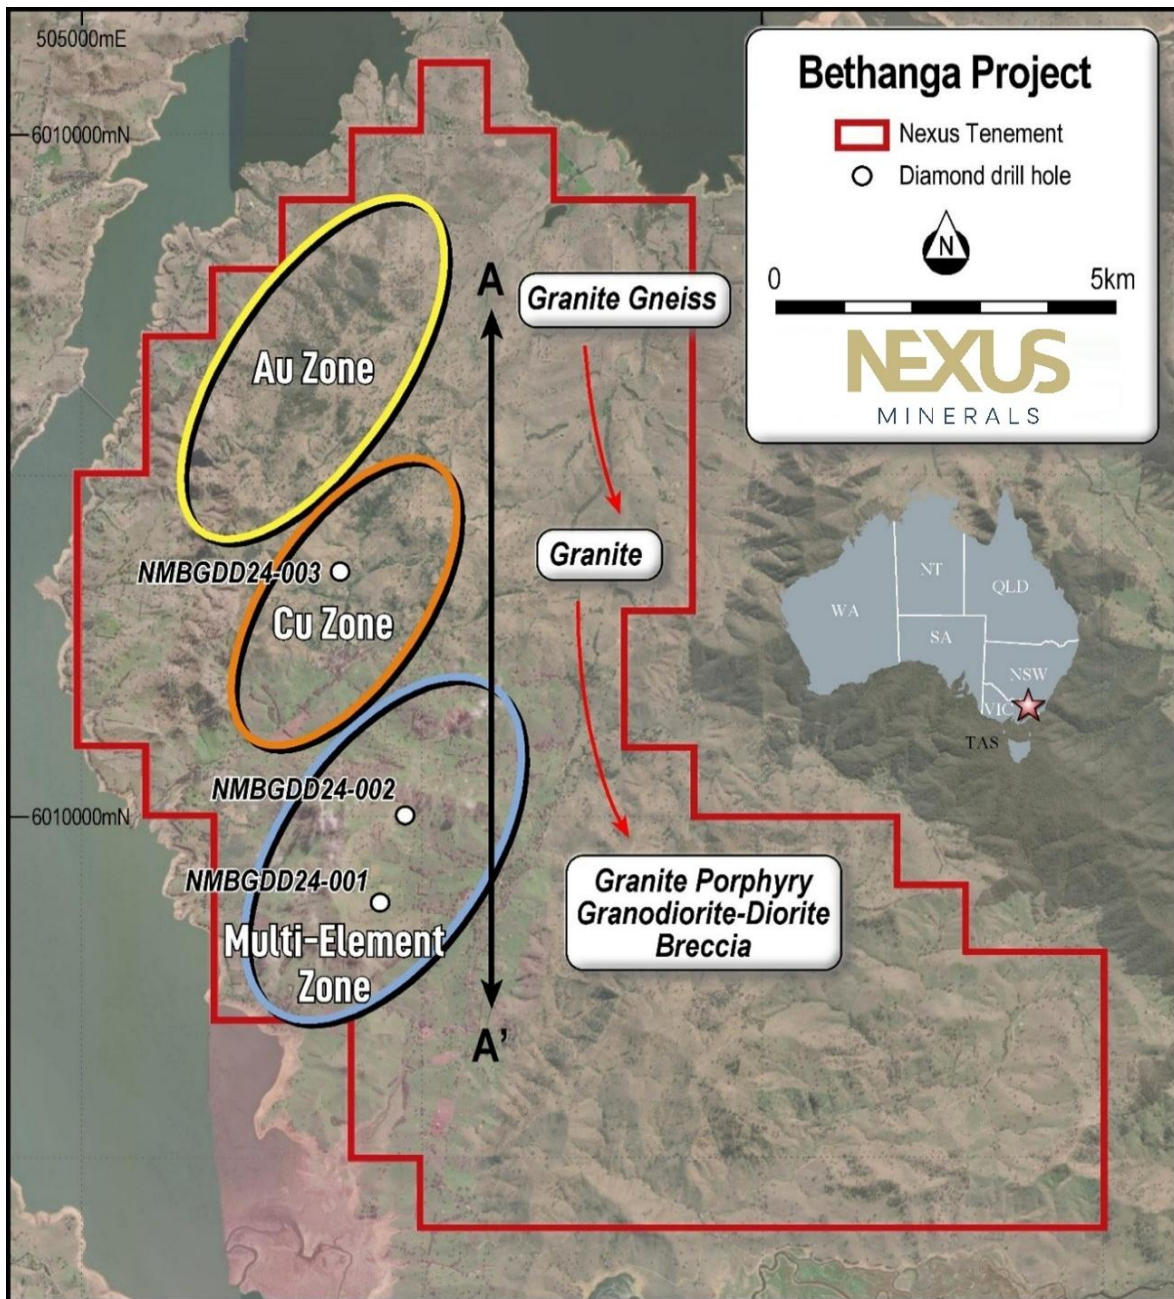 505000mE
6010000mN
Bethanga Project
Nexus Tenement
Diamond drill hole
N
0
5km
NEXUS
MINERALS
A
Granite Gneiss
Au Zone
NMBGDD24-003
Granite
Cu Zone
WA
NT
QLD
SA
NSW
VIC
TAS
NMBGDD24-002
6010000mN
NMBGDD24-001
Granite Porphyry
Granodiorite-Diorite
Breccia
Multi-Element
Zone
A’